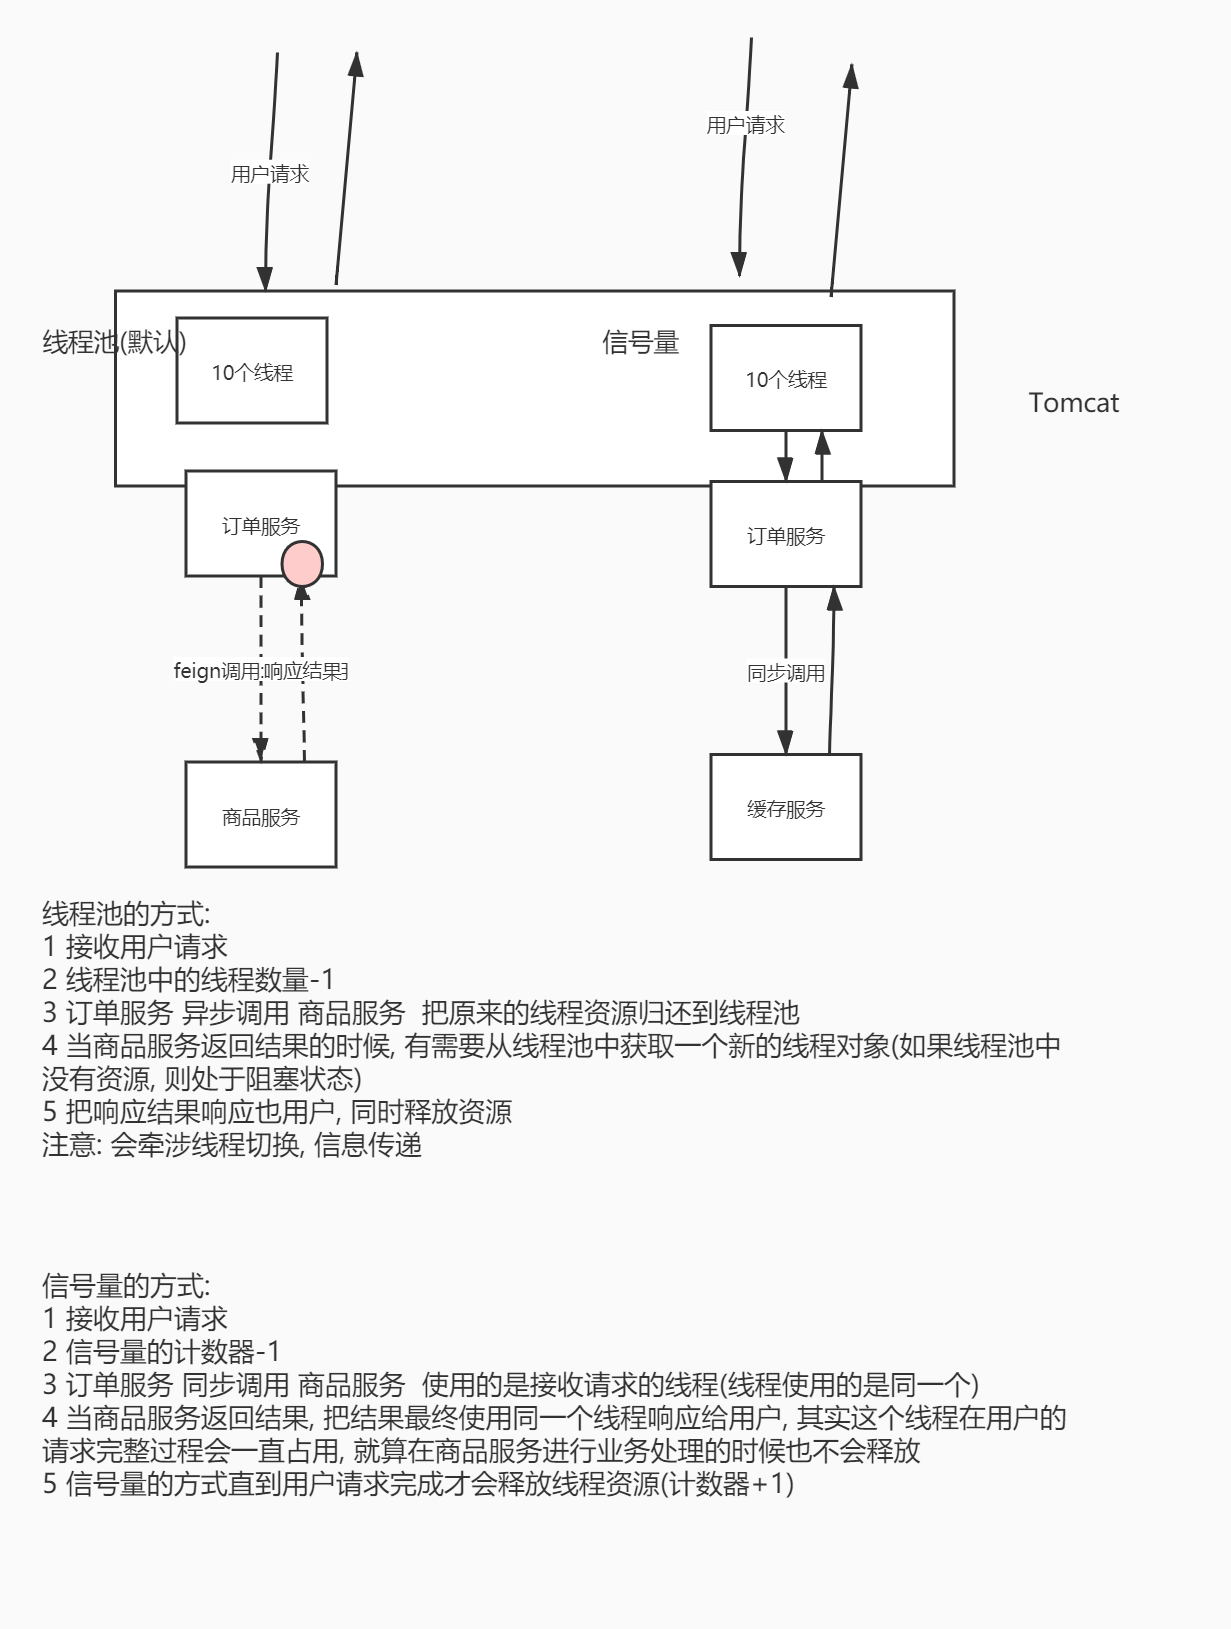 用户请求
用户请求
线程池(默认)
10个线程
信号量
10个线程
Tomcat
订单服务
订单服务
feign调用:响应结果
同步调用
商品服务
缓存服务
线程池的方式:
1 接收用户请求
2 线程池中的线程数量-1
3 订单服务 异步调用 商品服务  把原来的线程资源归还到线程池
4 当商品服务返回结果的时候, 有需要从线程池中获取一个新的线程对象(如果线程池中
没有资源, 则处于阻塞状态)
5 把响应结果响应也用户, 同时释放资源
注意: 会牵涉线程切换, 信息传递
信号量的方式:
1 接收用户请求
2 信号量的计数器-1
3 订单服务 同步调用 商品服务  使用的是接收请求的线程(线程使用的是同一个)
4 当商品服务返回结果, 把结果最终使用同一个线程响应给用户, 其实这个线程在用户的
请求完整过程会一直占用, 就算在商品服务进行业务处理的时候也不会释放
5 信号量的方式直到用户请求完成才会释放线程资源(计数器+1)